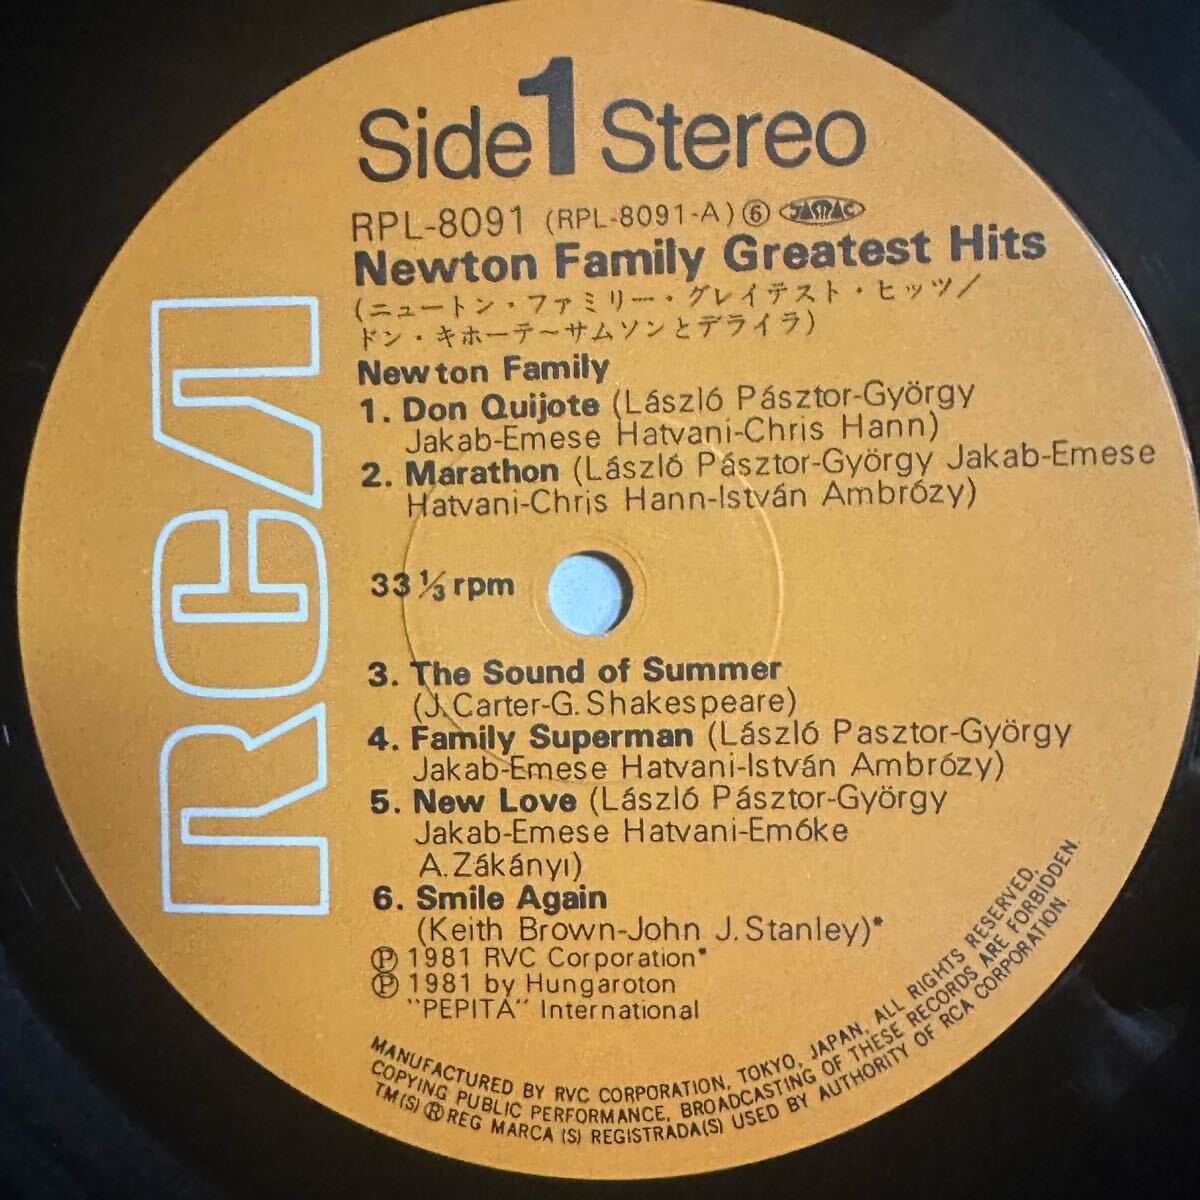 Side 1 Stereo
RPL-8091 (RPL-8091-A) ⑥ JASRAC
Newton Family Greatest Hits
(ニュートン・ファミリー・グレイテスト・ヒッツ/
ドン・キホーテ〜サムソンとデライラ)
Newton Family
1. Don Quijote (László Pásztor-György
Jakab-Emese Hatvani-Chris Hann)
2. Marathon (László Pásztor-György Jakab-Emese
Hatvani-Chris Hann-István Ambrózy)
33 1/3 rpm
3. The Sound of Summer
(J. Carter-G. Shakespeare)
4. Family Superman (László Pasztor-György
Jakab-Emese Hatvani-István Ambrózy)
5. New Love (László Pásztor-György
Jakab-Emese Hatvani-Emóke
A. Zákányi)
6. Smile Again
(Keith Brown-John J. Stanley)*
Ⓟ 1981 RVC Corporation*
Ⓟ 1981 by Hungaroton
"PEPITA" International
RCA
MANUFACTURED BY RVC CORPORATION, TOKYO, JAPAN, ALL RIGHTS RESERVED,
COPYING PUBLIC PERFORMANCE, BROADCASTING OF THESE RECORDS ARE FORBIDDEN.
TM(S) ® REG MARCA (S) REGISTRADA(S) USED BY AUTHORITY OF RCA CORPORATION.